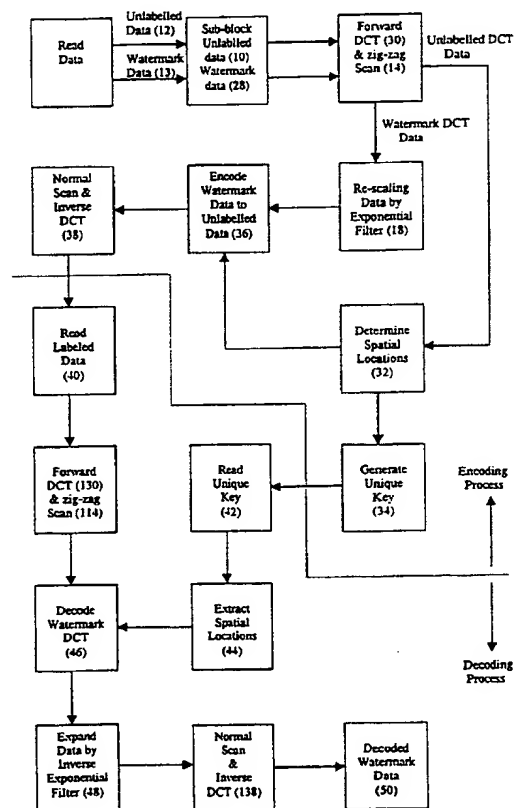 Read
Data
Unlabelled
Data (12)
Watermark
Data (13)
Sub-block
Unlablled
data (10)
Watermark
data (28)
Forward
DCT (30)
& zig-zag
Scan (14)
Unlabelled DCT
Data
Watermark DCT
Data
Normal
Scan &
Inverse
DCT
(38)
Encode
Watermark
Data to
Unlabelled
Data (36)
Re-scaling
Data by
Exponential
Filter (18)
Read
Labeled
Data
(40)
Determine
Spatial
Locations
(32)
Forward
DCT (130)
& zig-zag
Scan (114)
Read
Unique
Key
(42)
Generate
Unique
Key
(34)
Encoding
Process
Decode
Watermark
DCT
(46)
Extract
Spatial
Locations
(44)
Decoding
Process
Expand
Data by
Inverse
Exponential
Filter (48)
Normal
Scan
&
Inverse
DCT (138)
Decoded
Watermark
Data
(50)